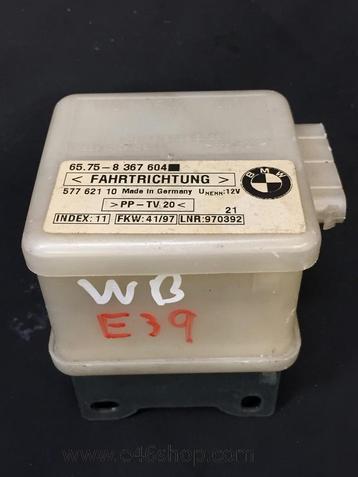 65.75-8 367 604■
< FAHRTRICHTUNG >
577 621 10 Made in Germany UNENN:12V
>PP-TV 20< 21
INDEX: 11 FKW: 41/97 LNR:970392
BMW
WB
E39
www.e46shop.com